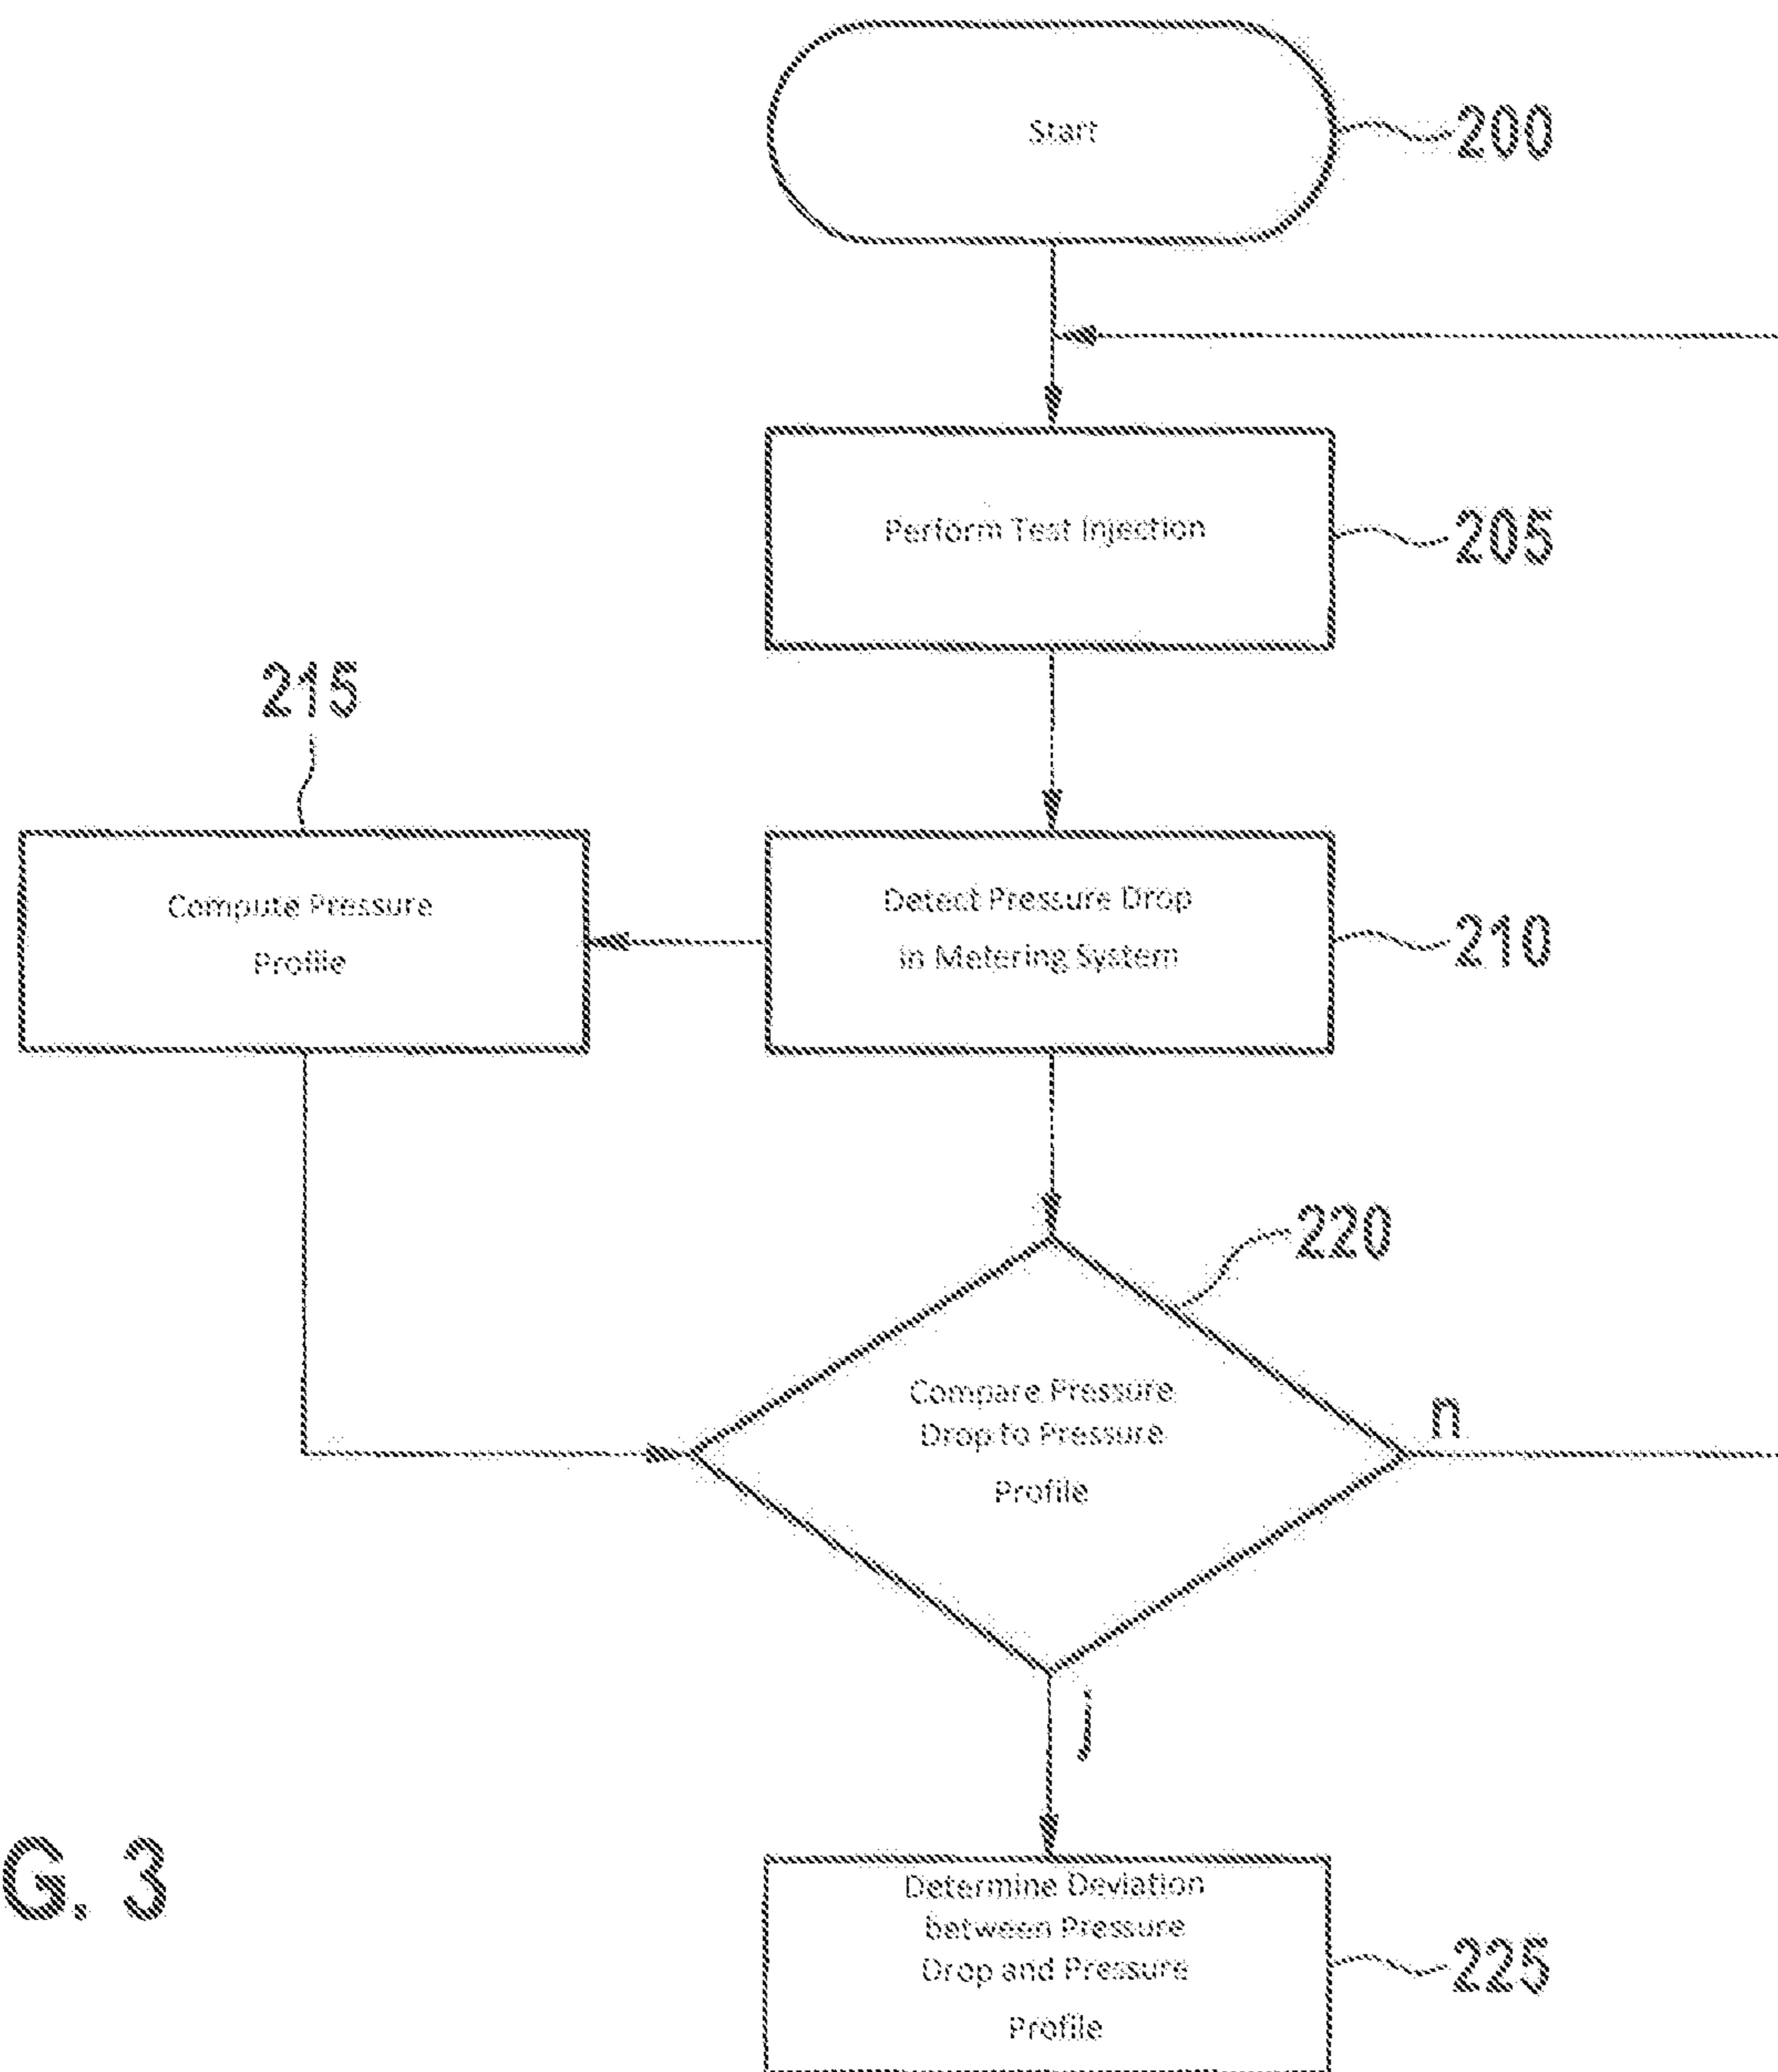 Start
200
Perform Test Injection
205
215
Compute Pressure
Profile
Detect Pressure Drop
in Metering System
210
220
Compare Pressure
Drop to Pressure
Profile
n
j
G. 3
Determine Deviation
between Pressure
Drop and Pressure
Profile
225